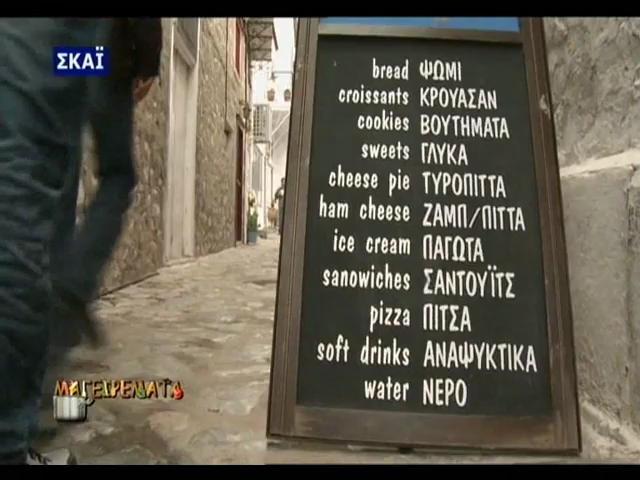 ΣΚΑΪ
bread ΨΩΜΙ
croissants ΚΡΟΥΑΣΑΝ
cookies ΒΟΥΤΗΜΑΤΑ
sweets ΓΛΥΚΑ
cheese pie ΤΥΡΟΠΙΤΤΑ
ham cheese ΖΑΜΠ/ΠΙΤΤΑ
ice cream ΠΑΓΩΤΑ
sanowiches ΣΑΝΤΟΥΪΤΣ
pizza ΠΙΤΣΑ
soft drinks ΑΝΑΨΥΚΤΙΚΑ
water ΝΕΡΟ
ΜΑΓΕΙΡΕΜΑΤΑ